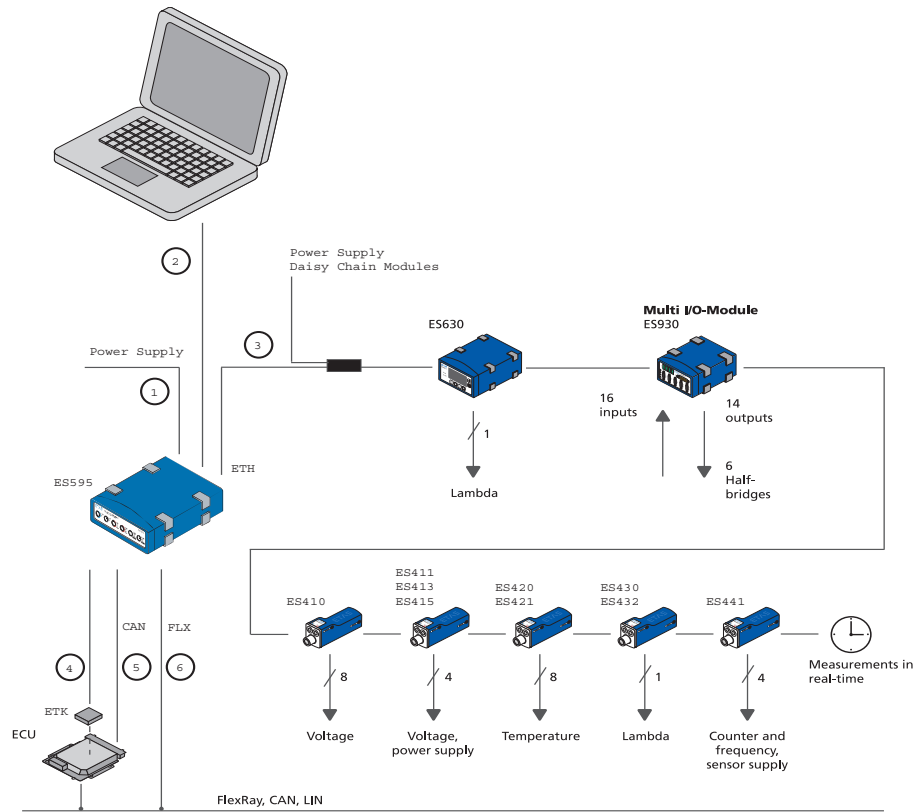 2
Power Supply
Daisy Chain Modules
Multi I/O-Module
ES630
ES930
3
Power Supply
1
16
inputs
14
outputs
1
ETH
6
Half-
bridges
ES595
Lambda
ES411
ES413
ES415
ES410
ES420
ES421
ES430
ES432
ES441
CAN
FLX
4
5
6
8
4
8
1
4
Measurements in
real-time
ETK
ECU
Voltage
Voltage,
power supply
Temperature
Lambda
Counter and
frequency,
sensor supply
FlexRay, CAN, LIN